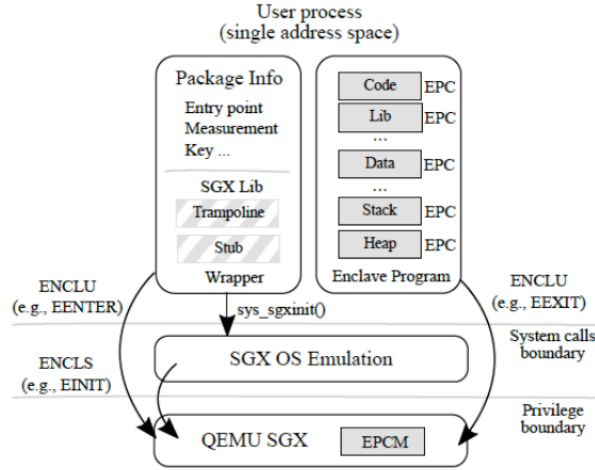 User process
(single address space)
Package Info
Entry point
Measurement
Key ...
SGX Lib
Trampoline
Stub
Wrapper
Code EPC
Lib EPC
...
Data EPC
...
Stack EPC
Heap EPC
Enclave Program
ENCLU
(e.g., EENTER)
sys_sgxinit()
ENCLU
(e.g., EEXIT)
System calls
boundary
SGX OS Emulation
ENCLS
(e.g., EINIT)
Privilege
boundary
QEMU SGX
EPCM